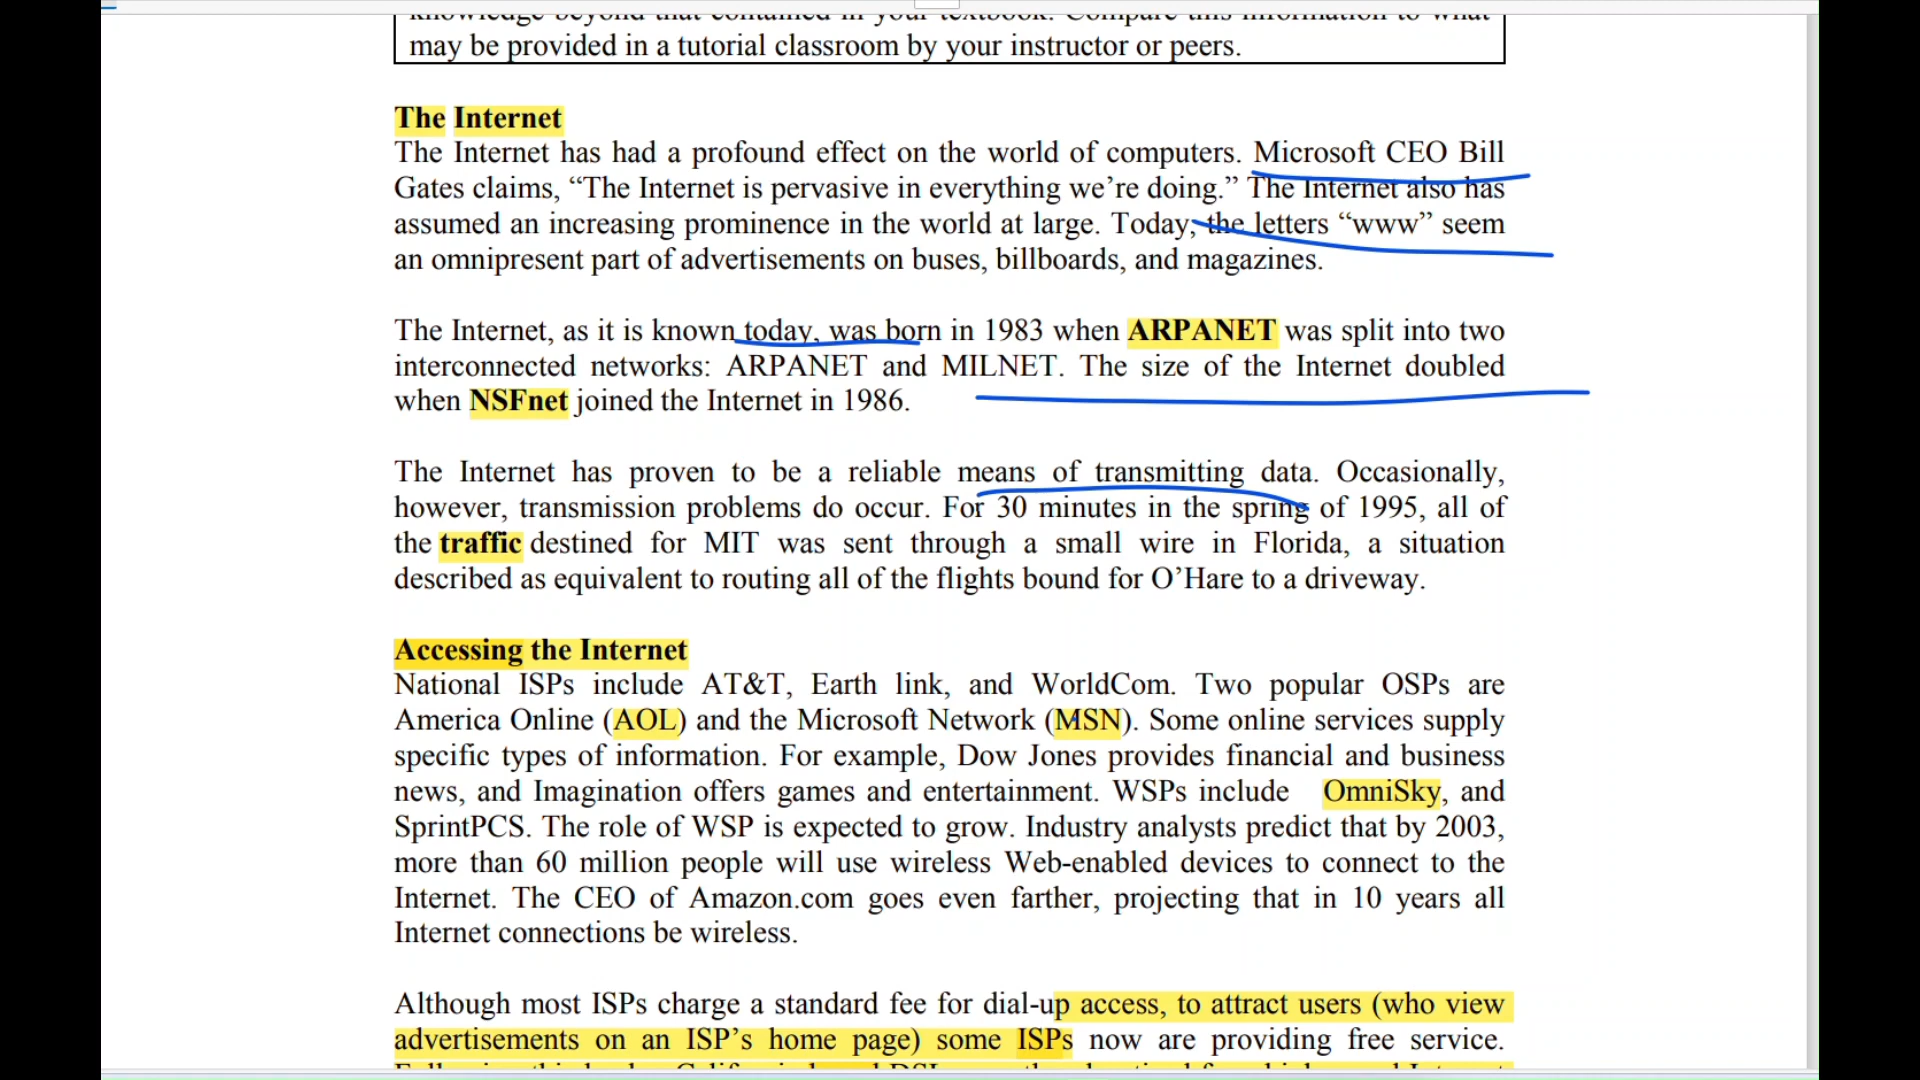 may be provided in a tutorial classroom by your instructor or peers.
The Internet
The Internet has had a profound effect on the world of computers. Microsoft CEO Bill
Gates claims, “The Internet is pervasive in everything we’re doing.” The Internet also has
assumed an increasing prominence in the world at large. Today, the letters “www” seem
an omnipresent part of advertisements on buses, billboards, and magazines.
The Internet, as it is known today, was born in 1983 when ARPANET was split into two
interconnected networks: ARPANET and MILNET. The size of the Internet doubled
when NSFnet joined the Internet in 1986.
The Internet has proven to be a reliable means of transmitting data. Occasionally,
however, transmission problems do occur. For 30 minutes in the spring of 1995, all of
the traffic destined for MIT was sent through a small wire in Florida, a situation
described as equivalent to routing all of the flights bound for O’Hare to a driveway.
Accessing the Internet
National ISPs include AT&T, Earth link, and WorldCom. Two popular OSPs are
America Online (AOL) and the Microsoft Network (MSN). Some online services supply
specific types of information. For example, Dow Jones provides financial and business
news, and Imagination offers games and entertainment. WSPs include OmniSky, and
SprintPCS. The role of WSP is expected to grow. Industry analysts predict that by 2003,
more than 60 million people will use wireless Web-enabled devices to connect to the
Internet. The CEO of Amazon.com goes even farther, projecting that in 10 years all
Internet connections be wireless.
Although most ISPs charge a standard fee for dial-up access, to attract users (who view
advertisements on an ISP’s home page) some ISPs now are providing free service.